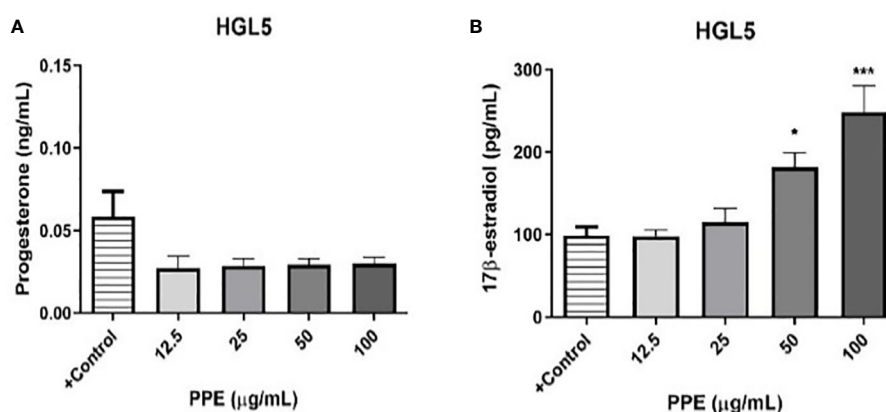 A
HGL5
Progesterone (ng/mL)
0.15
0.10
0.05
0.00
+Control
12.5
25
50
100
PPE (µg/mL)
B
HGL5
17β-estradiol (pg/mL)
300
200
100
0
*
***
+Control
12.5
25
50
100
PPE (µg/mL)